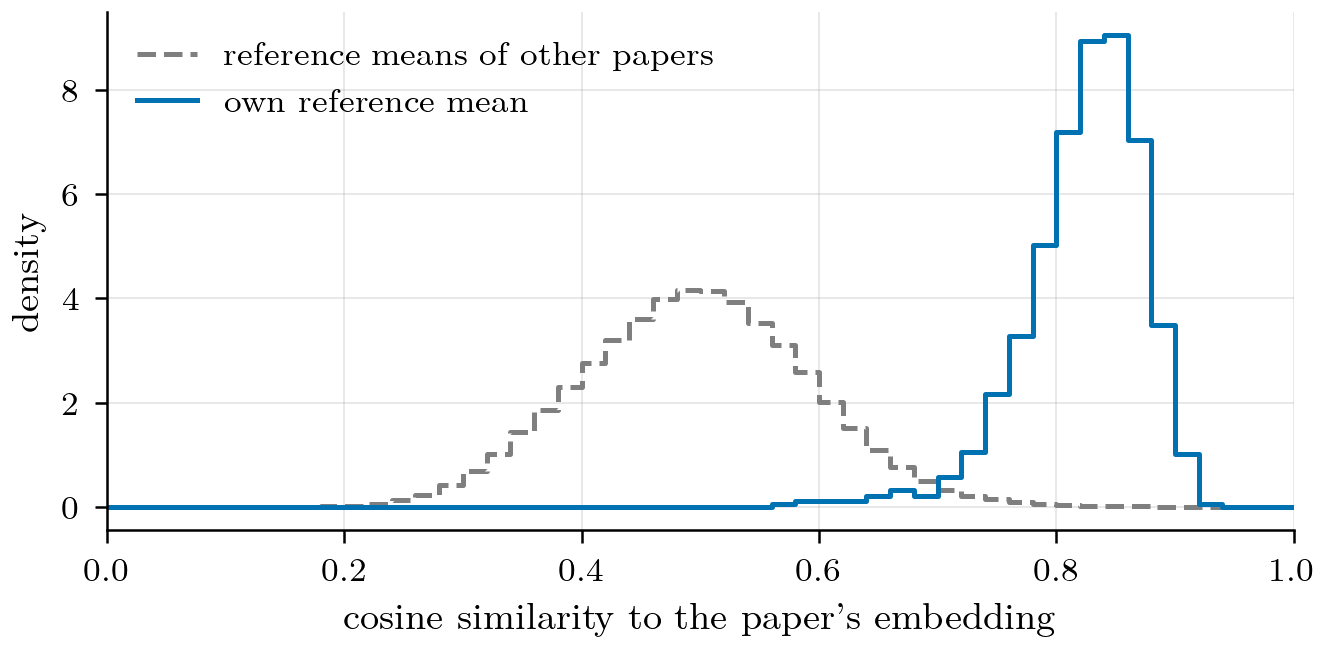 reference means of other papers
own reference mean
8
6
4
2
0
density
0.0 0.2 0.4 0.6 0.8 1.0
cosine similarity to the paper's embedding